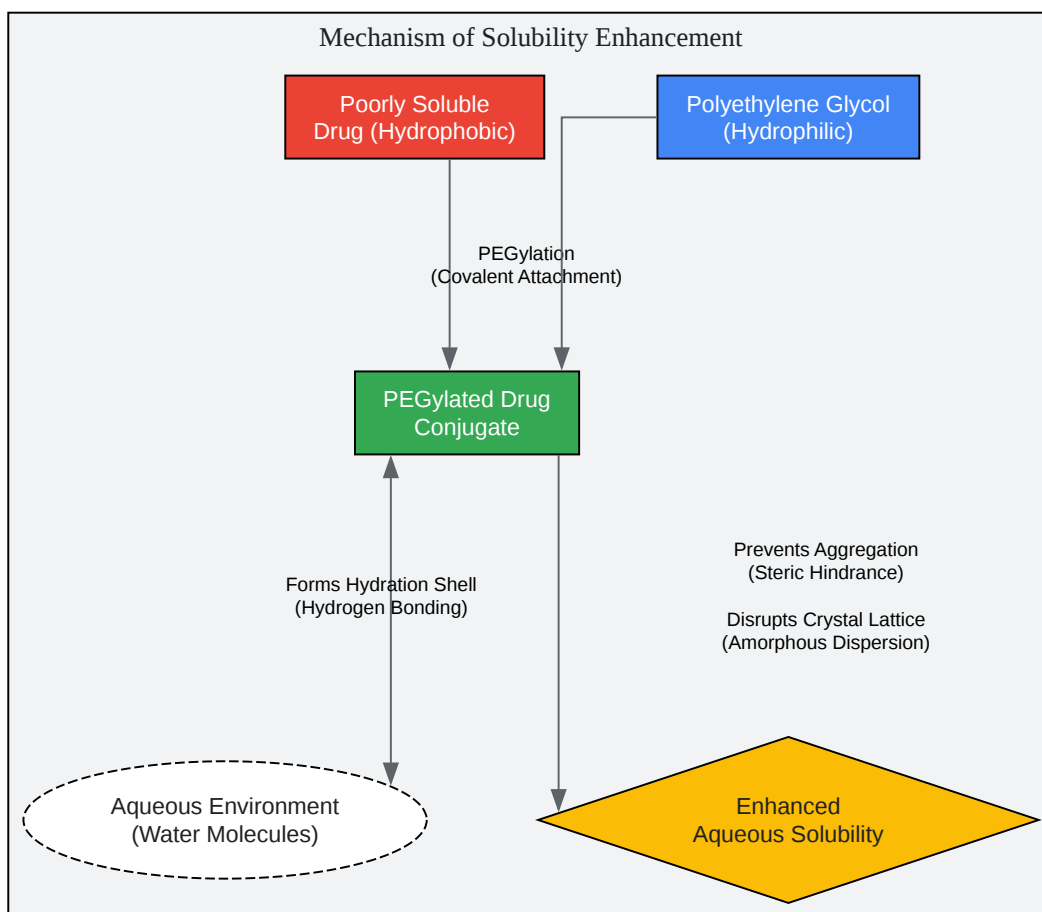 Mechanism of Solubility Enhancement
Poorly Soluble
Drug (Hydrophobic)
Polyethylene Glycol
(Hydrophilic)
PEGylation
(Covalent Attachment)
PEGylated Drug
Conjugate
Forms Hydration Shell
(Hydrogen Bonding)
Prevents Aggregation
(Steric Hindrance)
Disrupts Crystal Lattice
(Amorphous Dispersion)
Aqueous Environment
(Water Molecules)
Enhanced
Aqueous Solubility